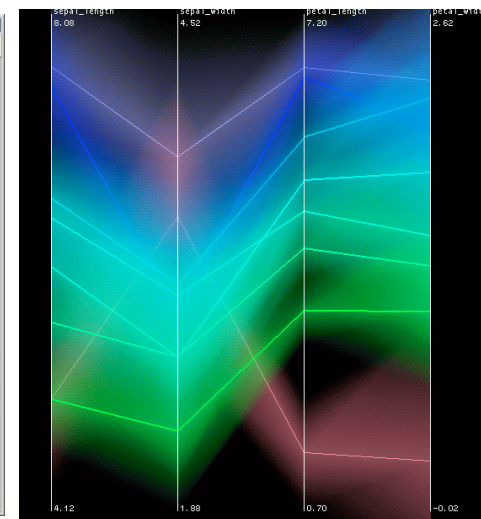 sepal_length sepal_width petal_length petal_widt
8.08 4.52 7.20 2.62
4.12 1.88 0.70 -0.02